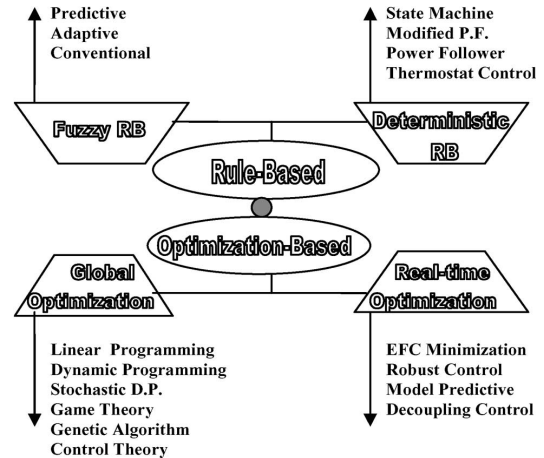 Predictive
Adaptive
Conventional
State Machine
Modified P.F.
Power Follower
Thermostat Control
Fuzzy RB
Deterministic
RB
Rule-Based
Optimization-Based
Global
Optimization
Real-time
Optimization
Linear Programming
Dynamic Programming
Stochastic D.P.
Game Theory
Genetic Algorithm
Control Theory
EFC Minimization
Robust Control
Model Predictive
Decoupling Control